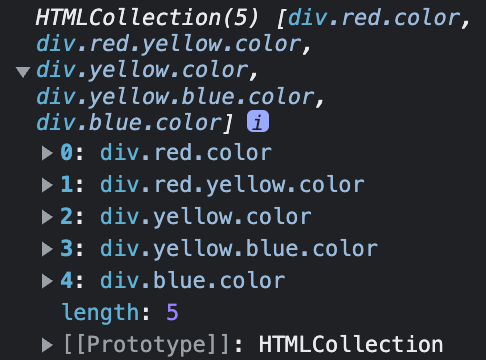 HTMLCollection(5) [div.red.color,
div.red.yellow.color,
div.yellow.color,
div.yellow.blue.color,
div.blue.color] i
0: div.red.color
1: div.red.yellow.color
2: div.yellow.color
3: div.yellow.blue.color
4: div.blue.color
length: 5
[[Prototype]]: HTMLCollection